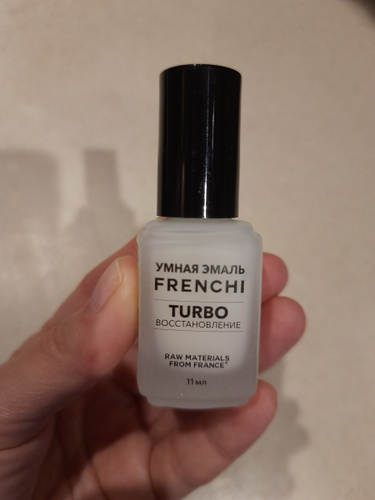 УМНАЯ ЭМАЛЬ
FRENCHI
TURBO
ВОССТАНОВЛЕНИЕ
RAW MATERIALS
FROM FRANCE*
11 мл